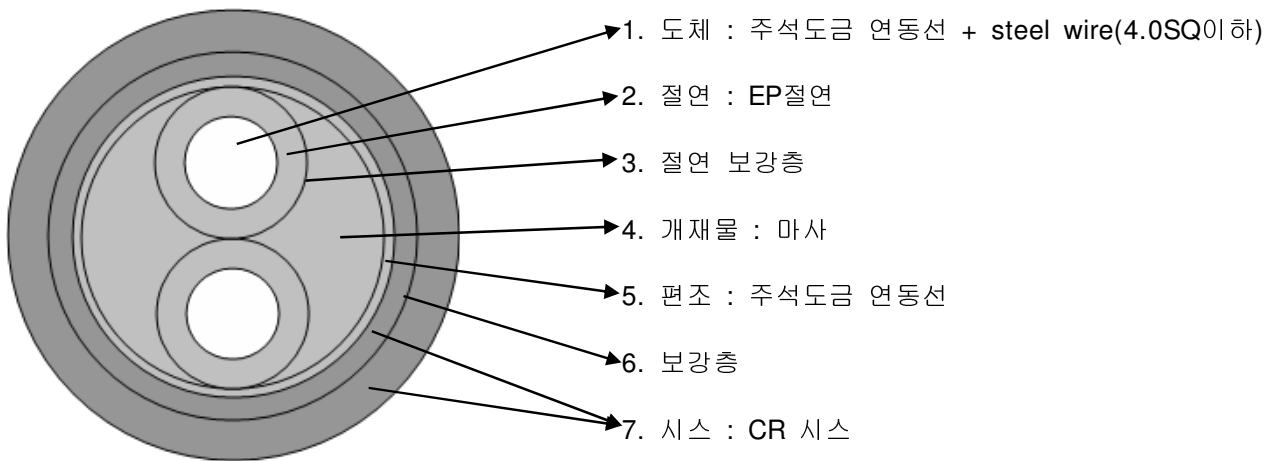 1. 도체 : 주석도금 연동선 + steel wire(4.0SQ이하)
2. 절연 : EP절연
3. 절연 보강층
4. 개재물 : 마사
5. 편조 : 주석도금 연동선
6. 보강층
7. 시스 : CR 시스